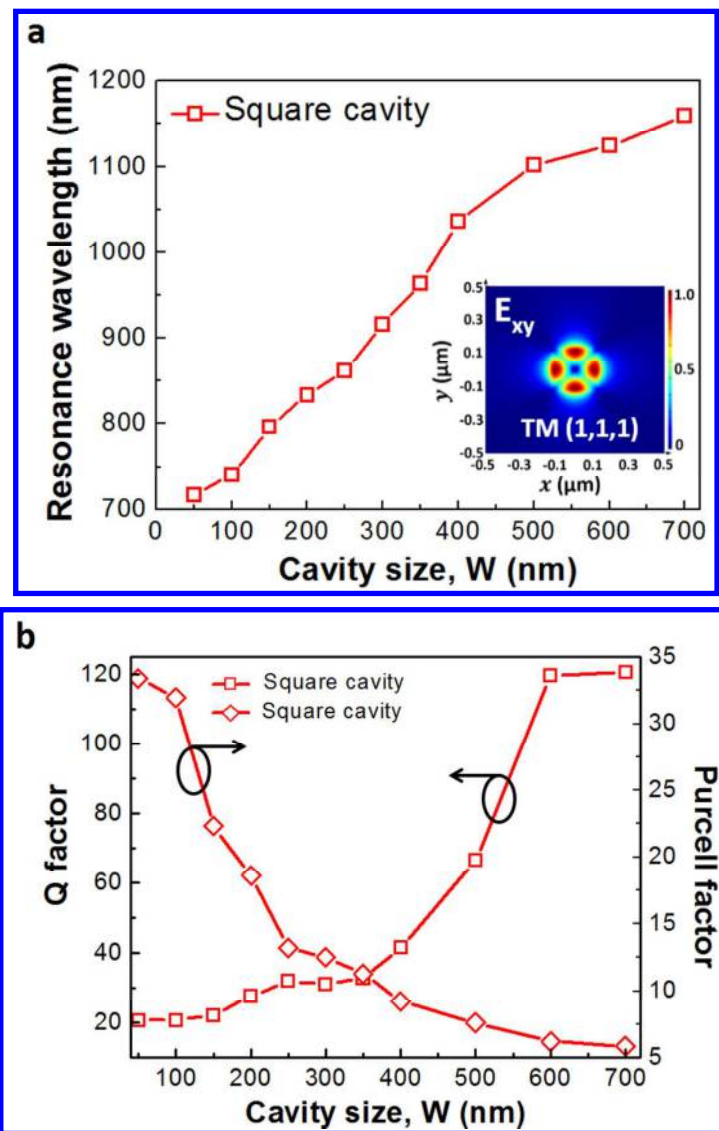 a
Resonance wavelength (nm)
1200
1100
1000
900
800
700
Square cavity
0 100 200 300 400 500 600 700
Cavity size, W (nm)
E_xy
TM (1,1,1)
y (μm)
0.5
0.3
0.1
-0.1
-0.3
-0.5
-0.5 -0.3 -0.1 0.1 0.3 0.5
x (μm)
1.0
0.5
0
b
Q factor
120
100
80
60
40
20
Square cavity
Square cavity
35
30
25
20
15
10
5
Purcell factor
100 200 300 400 500 600 700
Cavity size, W (nm)